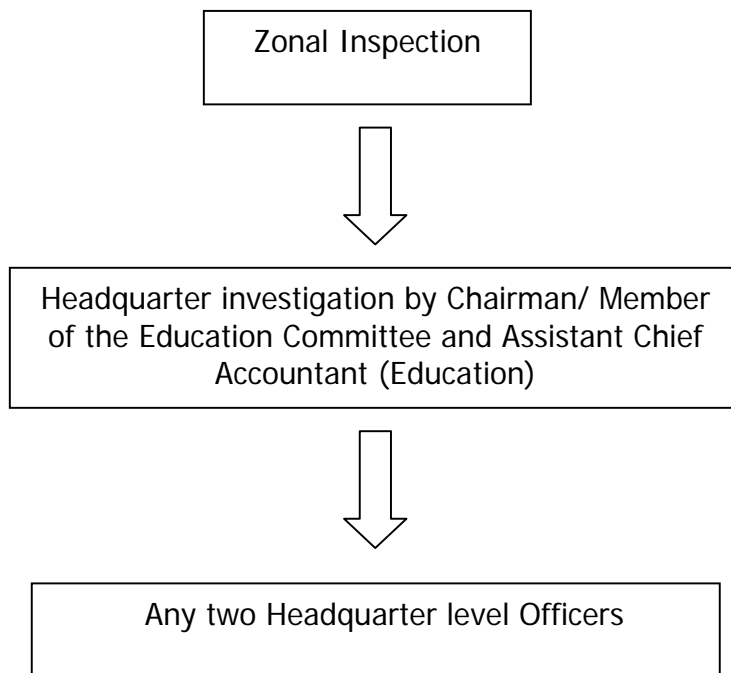 Zonal Inspection
Headquarter investigation by Chairman/ Member
of the Education Committee and Assistant Chief
Accountant (Education)
Any two Headquarter level Officers